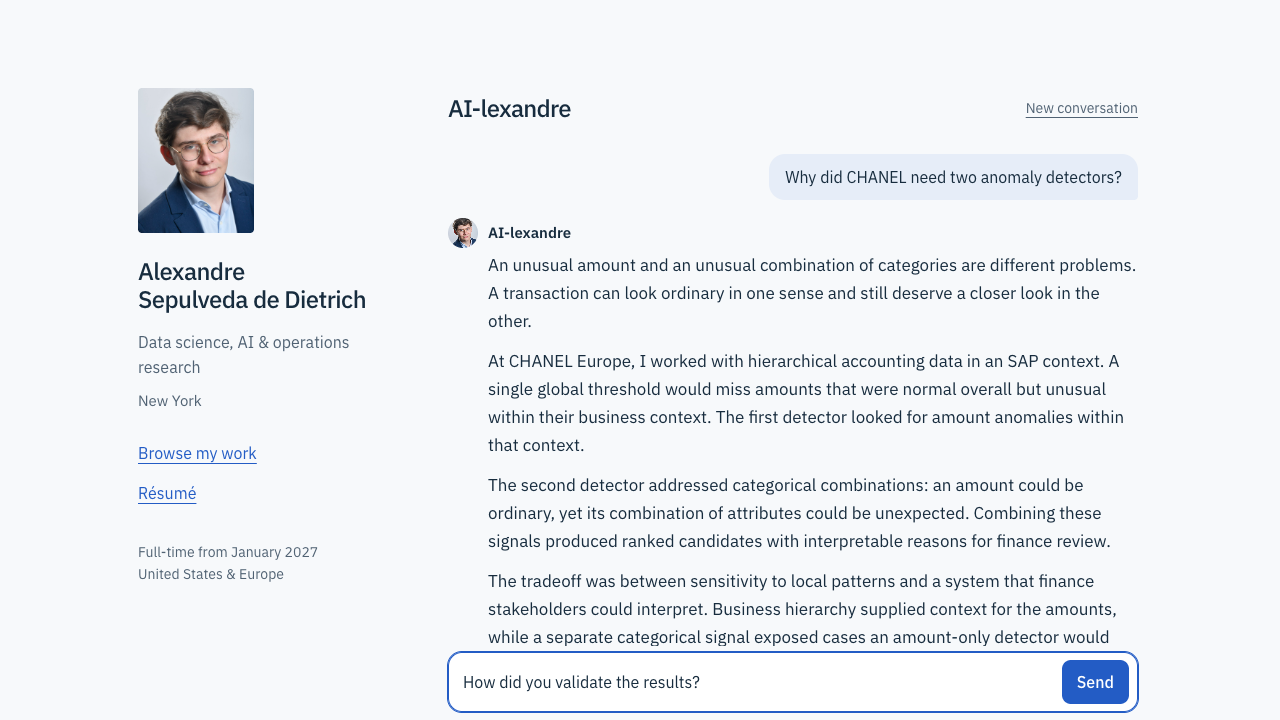 Alexandre
Sepulveda de Dietrich
Data science, AI & operations
research
New York
Browse my work
Résumé
Full-time from January 2027
United States & Europe
AI-lexandre
New conversation
Why did CHANEL need two anomaly detectors?
AI-lexandre
An unusual amount and an unusual combination of categories are different problems.
A transaction can look ordinary in one sense and still deserve a closer look in the
other.
At CHANEL Europe, I worked with hierarchical accounting data in an SAP context. A
single global threshold would miss amounts that were normal overall but unusual
within their business context. The first detector looked for amount anomalies within
that context.
The second detector addressed categorical combinations: an amount could be
ordinary, yet its combination of attributes could be unexpected. Combining these
signals produced ranked candidates with interpretable reasons for finance review.
The tradeoff was between sensitivity to local patterns and a system that finance
stakeholders could interpret. Business hierarchy supplied context for the amounts,
while a separate categorical signal exposed cases an amount-only detector would
How did you validate the results?
Send